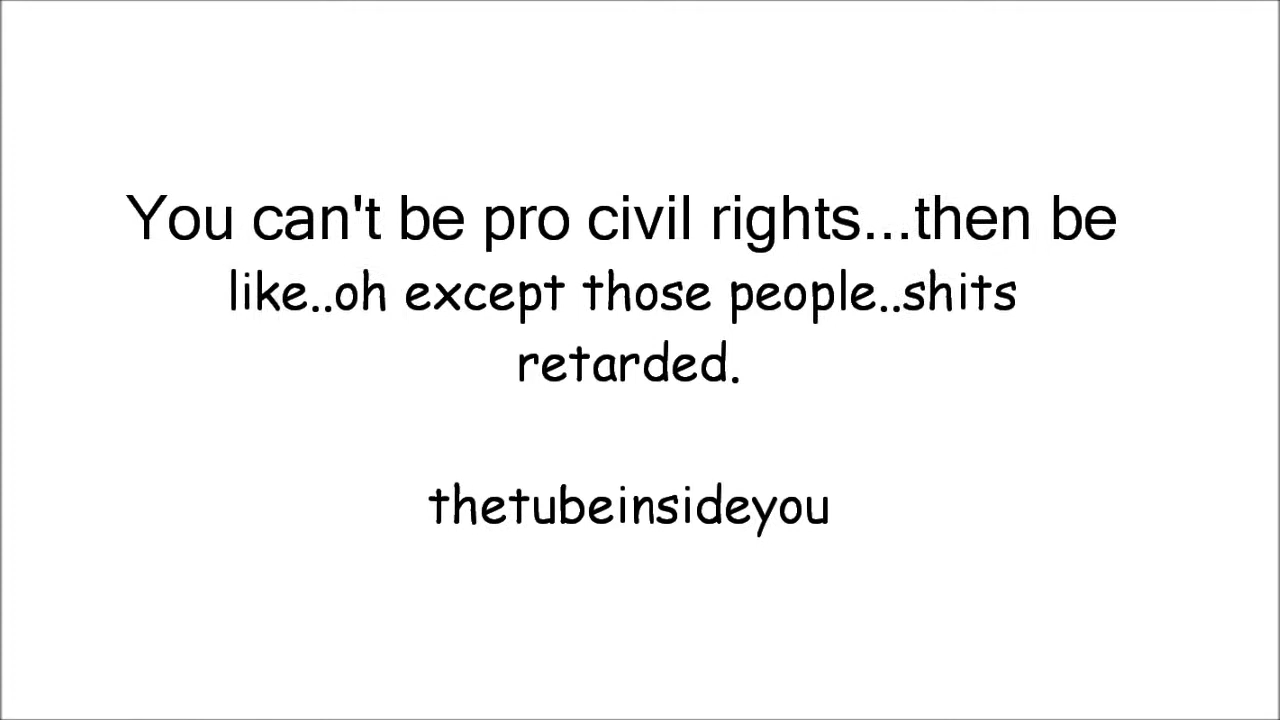 You can't be pro civil rights...then be
like..oh except those people..shits
retarded.
thetubeinsideyou